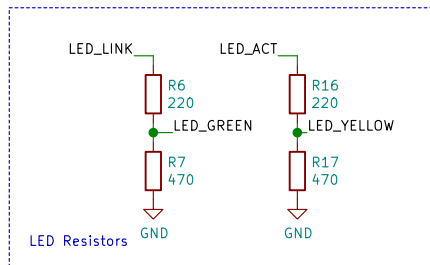 LED_LINK
LED_ACT
R6
220
R16
220
LED_GREEN
LED_YELLOW
R7
470
R17
470
GND
GND
LED Resistors